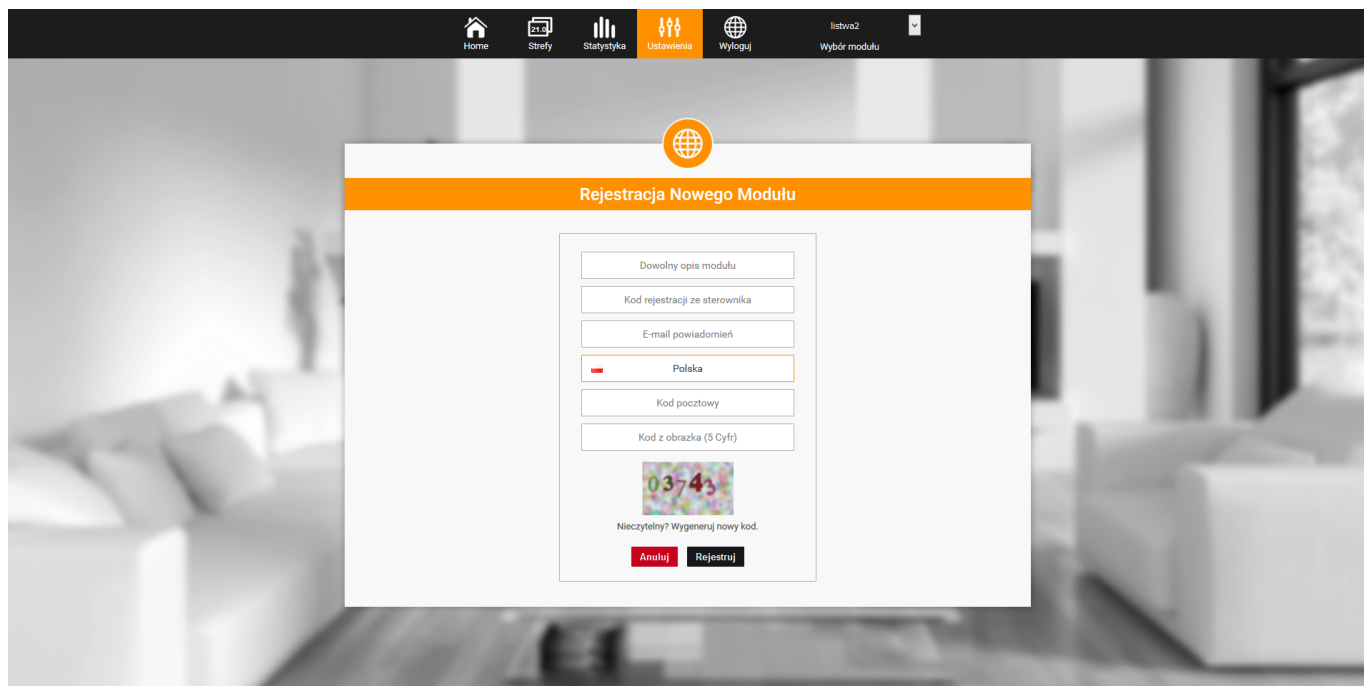 listwa2
21.0
Home Strefy Statystyka Ustawienia Wyloguj Wybór modułu
Rejestracja Nowego Modułu
Dowolny opis modułu
Kod rejestracji ze sterownika
E-mail powiadomień
Polska
Kod pocztowy
Kod z obrazka (5 Cyfr)
03743
Nieczytelny? Wygeneruj nowy kod.
Anuluj Rejestruj